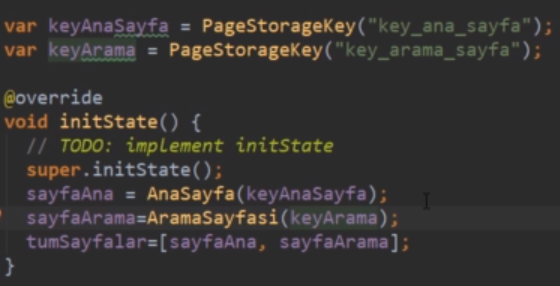 var keyAnaSayfa = PageStorageKey("key_ana_sayfa");
var keyArama = PageStorageKey("key_arama_sayfa");
@override
void initState() {
// TODO: implement initState
super.initState();
sayfaAna = AnaSayfa(keyAnaSayfa);
sayfaArama=AramaSayfasi(keyArama);
tumSayfalar=[sayfaAna, sayfaArama];
}